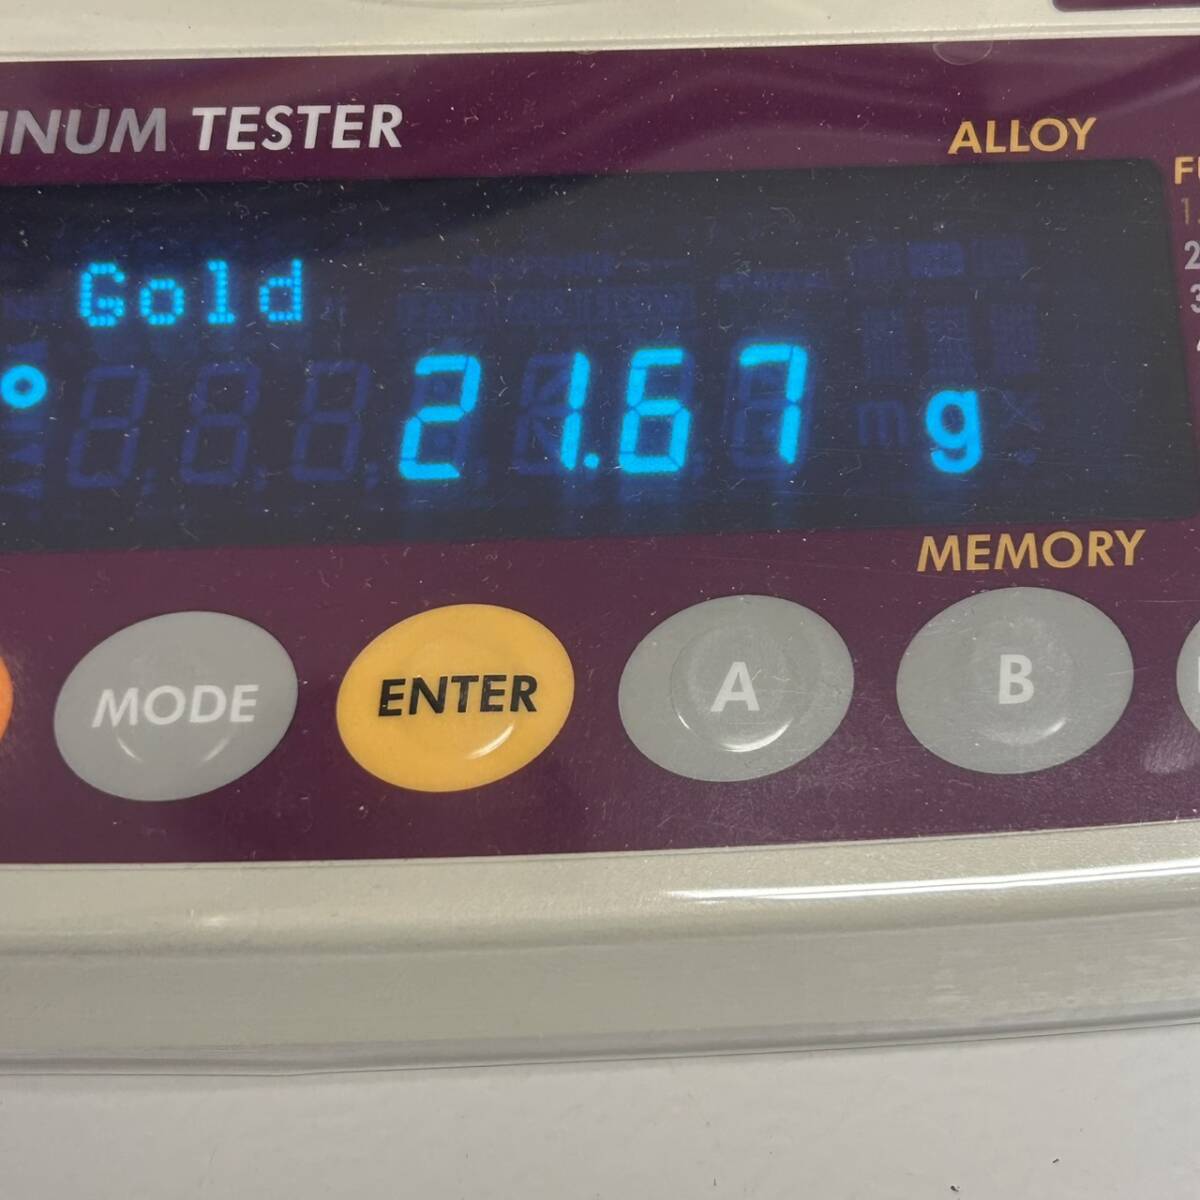 INUM TESTER
ALLOY
Gold
21.67 g
MEMORY
MODE
ENTER
A
B